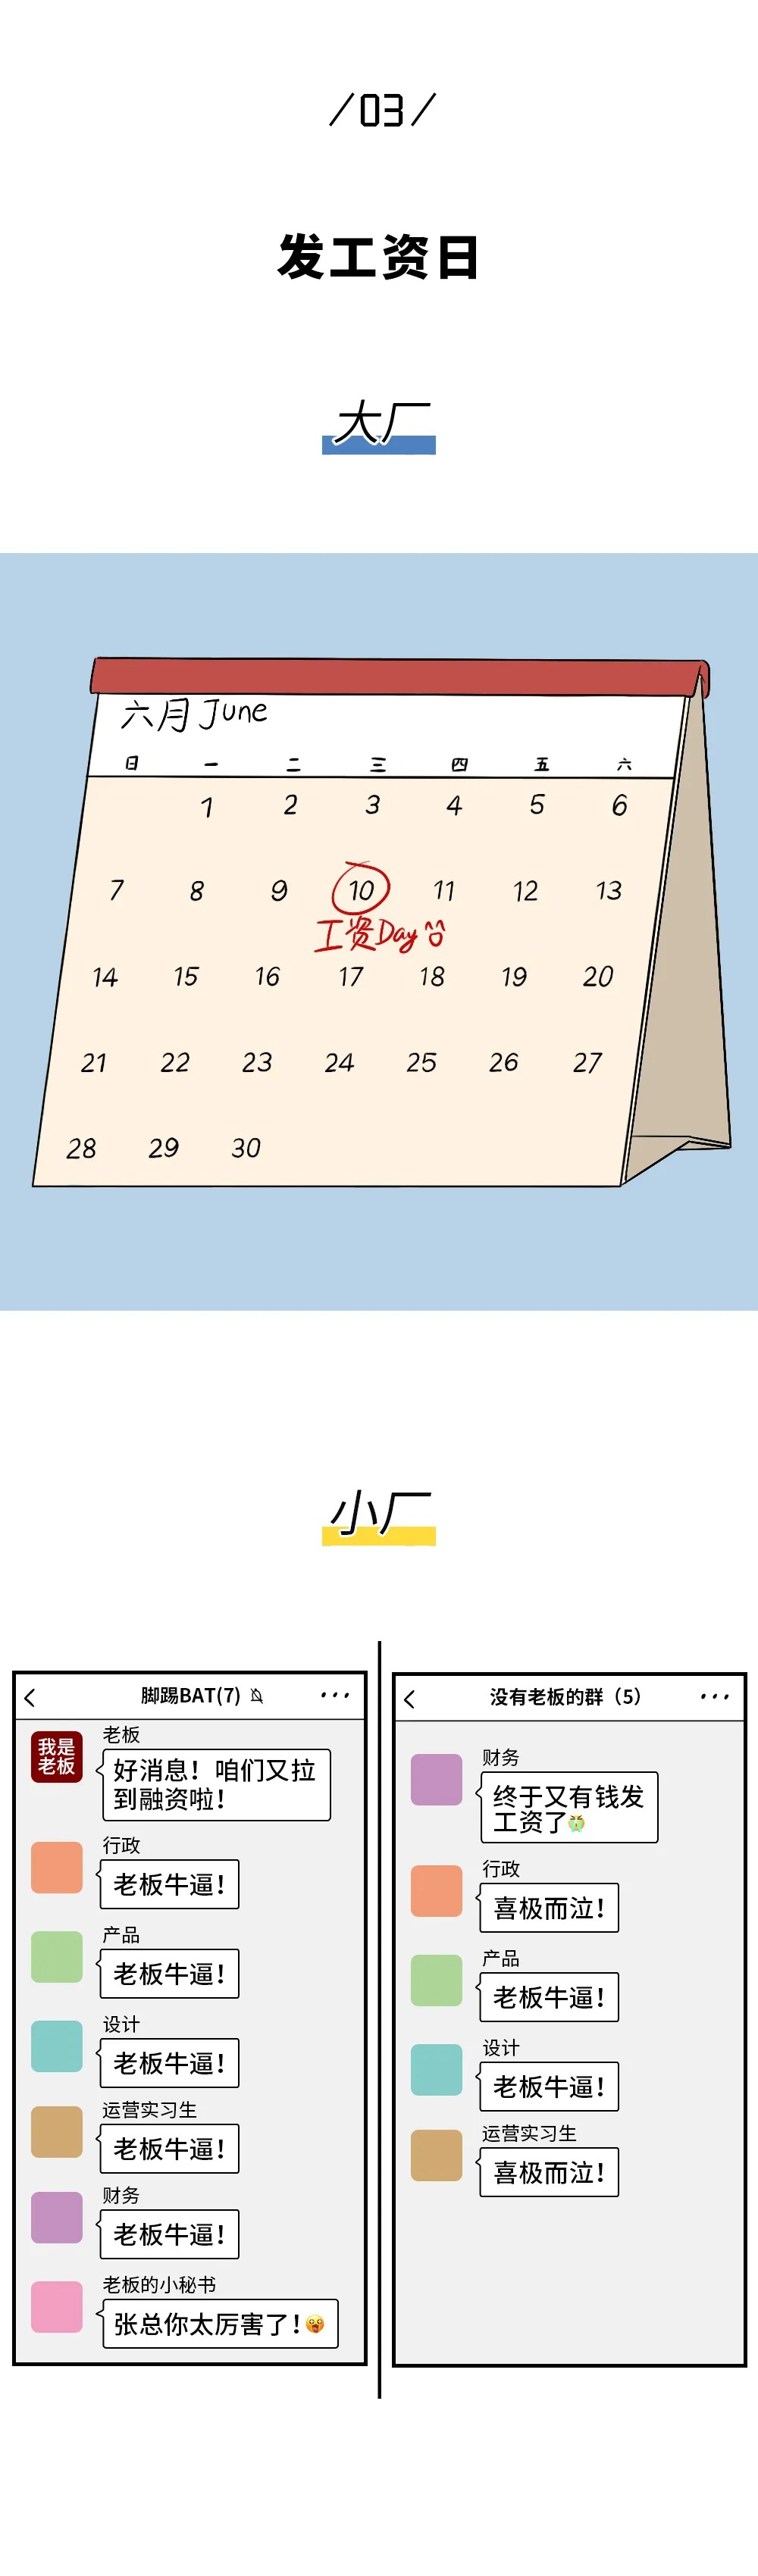 /03/
发工资日
大厂
六月June
日 一 二 三 四 五 六
1 2 3 4 5 6
7 8 9 10 11 12 13
工资Day
14 15 16 17 18 19 20
21 22 23 24 25 26 27
28 29 30
小厂
脚踢BAT(7)
老板
我是
老板
好消息！咱们又拉
到融资啦！
行政
老板牛逼！
产品
老板牛逼！
设计
老板牛逼！
运营实习生
老板牛逼！
财务
老板牛逼！
老板的小秘书
张总你太厉害了！😲
没有老板的群（5）
财务
终于又有钱发
工资了😭
行政
喜极而泣！
产品
老板牛逼！
设计
老板牛逼！
运营实习生
喜极而泣！